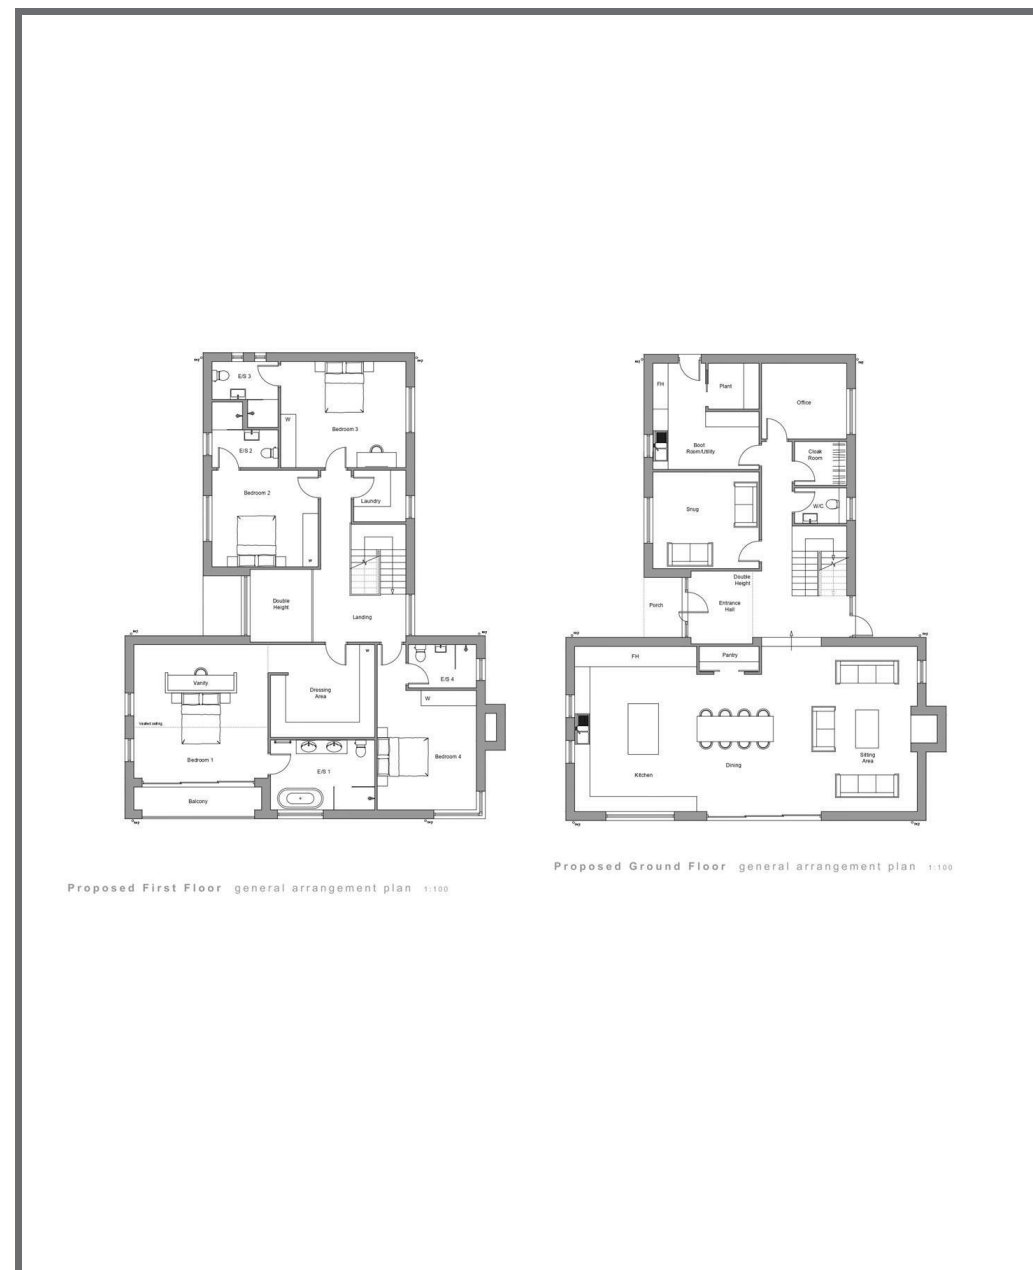 E/S 3
W
Bedroom 3
E/S 2
Bedroom 2
Laundry
W
Double
Height
Landing
W
E/S 4
Vanity
Dressing
Area
W
Vaulted ceiling
Bedroom 1
E/S 1
Bedroom 4
Balcony
Proposed First Floor general arrangement plan 1:100
FH
Plant
Office
Boot
Room/Utility
Cloak
Room
Snug
W/C
Double
Height
Porch
Entrance
Hall
FH
Pantry
Sitting
Area
Dining
Kitchen
Proposed Ground Floor general arrangement plan 1:100